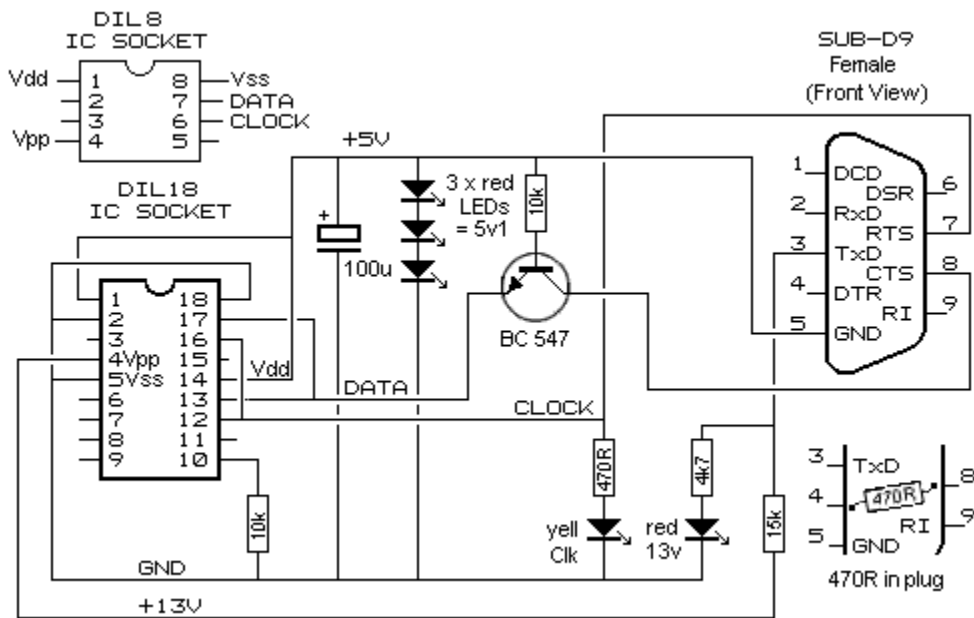 DIL8
IC SOCKET
Vdd 1 8 Vss
2 7 DATA
3 6 CLOCK
Vpp 4 5
SUB-D9
Female
(Front View)
+5V
DIL18
IC SOCKET
+
100u
3 x red
LEDs
= 5v1
10k
BC 547
1 DCD
DSR 6
2 RxD
RTS 7
3 TxD
CTS 8
4 DTR
RI 9
5 GND
1 18
2 17
3 16
4 Vpp 15
5 Vss 14 Vdd
6 13 DATA
7 12 CLOCK
8 11
9 10
10k
470R
4k7
15k
yell
Clk
red
13v
3 TxD
4 470R 8
RI 9
5 GND
470R in plug
GND
+13V